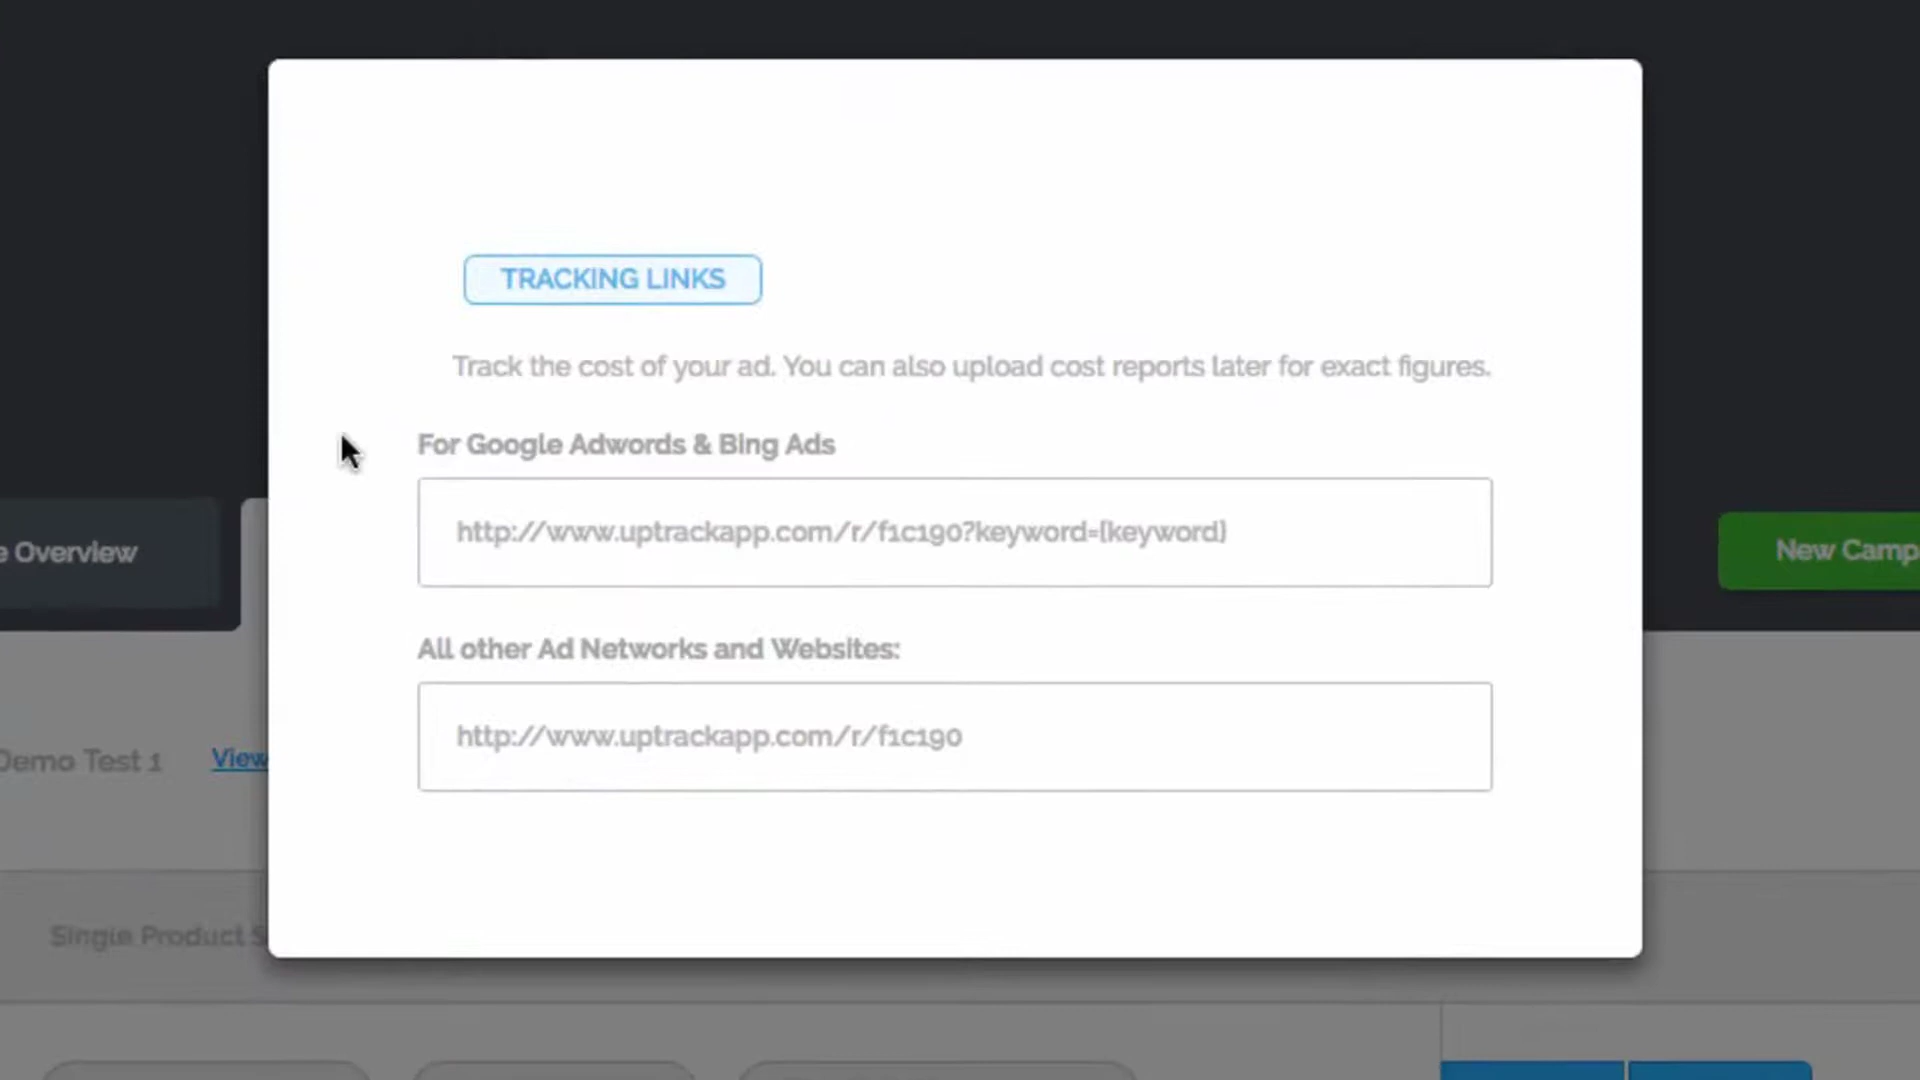 TRACKING LINKS
Track the cost of your ad. You can also upload cost reports later for exact figures.
For Google Adwords & Bing Ads
http://www.uptrackapp.com/r/f1c190?keyword={keyword}
e Overview
New Camp
All other Ad Networks and Websites:
http://www.uptrackapp.com/r/f1c190
Demo Test 1 View
Single Product S